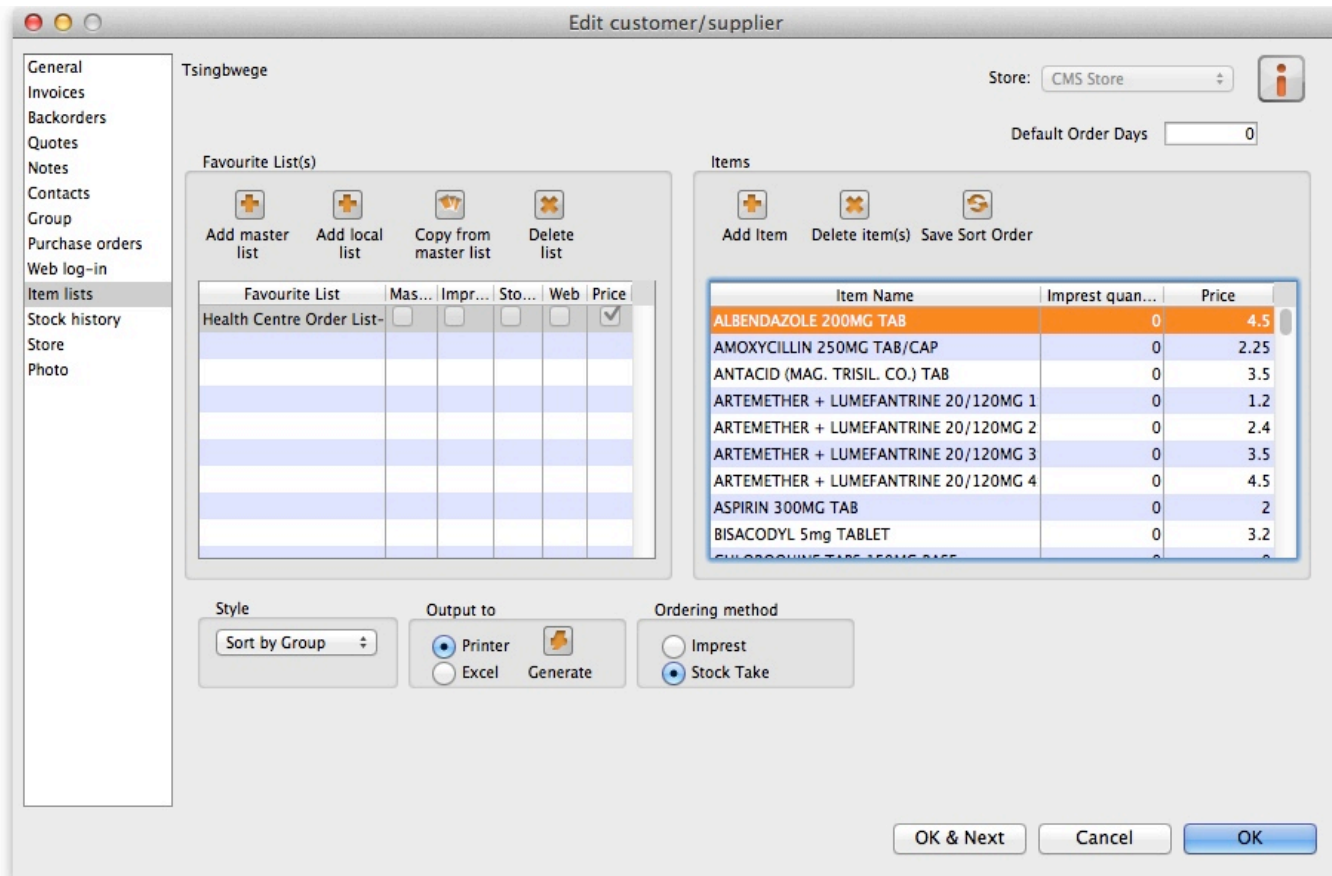 Edit customer/supplier
General
Invoices
Backorders
Quotes
Notes
Contacts
Group
Purchase orders
Web log-in
Item lists
Stock history
Store
Photo
Tsingbwege
Store: CMS Store
Default Order Days 0
Favourite List(s)
Add master list
Add local list
Copy from master list
Delete list
Favourite List Mas... Impr... Sto... Web Price
Health Centre Order List-
Items
Add Item Delete item(s) Save Sort Order
Item Name Imprest quan... Price
ALBENDAZOLE 200MG TAB 0 4.5
AMOXYCILLIN 250MG TAB/CAP 0 2.25
ANTACID (MAG. TRISIL. CO.) TAB 0 3.5
ARTEMETHER + LUMEFANTRINE 20/120MG 1 0 1.2
ARTEMETHER + LUMEFANTRINE 20/120MG 2 0 2.4
ARTEMETHER + LUMEFANTRINE 20/120MG 3 0 3.5
ARTEMETHER + LUMEFANTRINE 20/120MG 4 0 4.5
ASPIRIN 300MG TAB 0 2
BISACODYL 5mg TABLET 0 3.2
Style
Sort by Group
Output to
Printer
Excel
Generate
Ordering method
Imprest
Stock Take
OK & Next Cancel OK